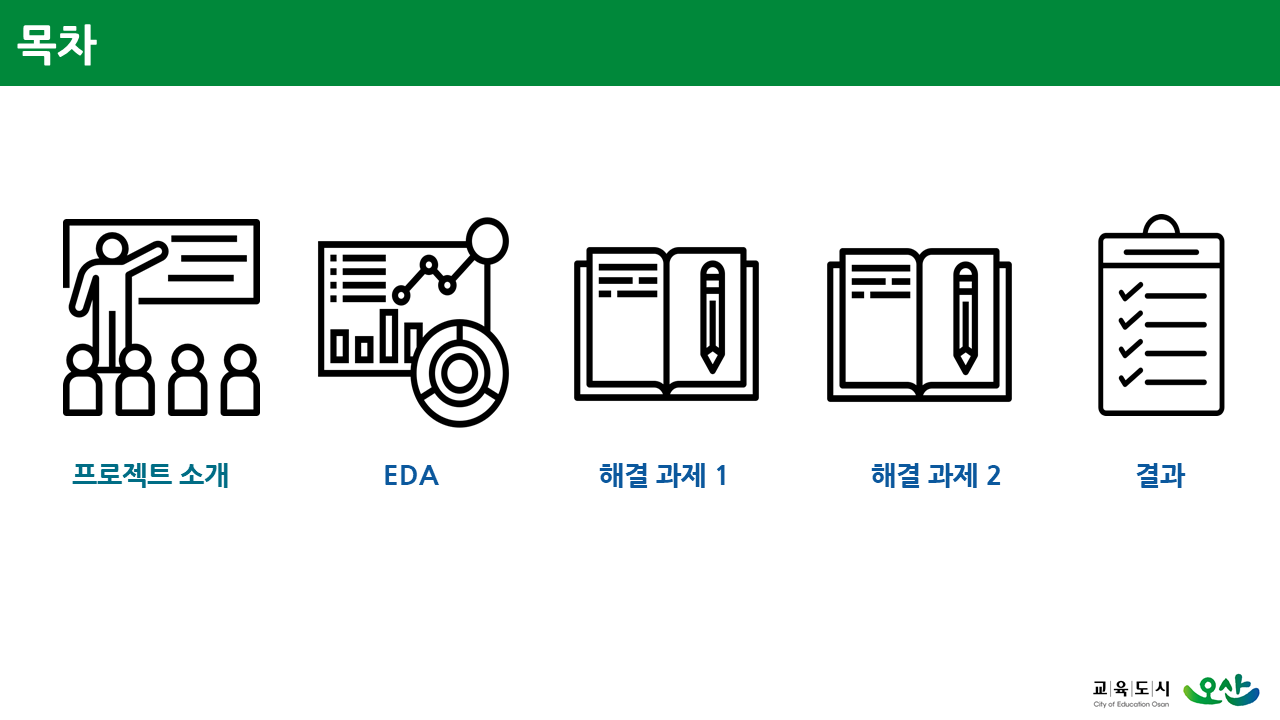 목차
프로젝트 소개
EDA
해결 과제 1
해결 과제 2
결과
교|육|도|시
City of Education Osan
오산